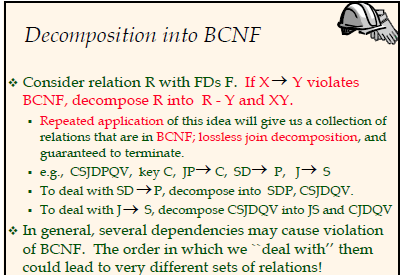 Decomposition into BCNF
❖ Consider relation R with FDs F. If X → Y violates
BCNF, decompose R into R - Y and XY.
▪ Repeated application of this idea will give us a collection of
relations that are in BCNF; lossless join decomposition, and
guaranteed to terminate.
▪ e.g., CSJDPQV, key C, JP → C, SD → P, J → S
▪ To deal with SD → P, decompose into SDP, CSJDQV.
▪ To deal with J → S, decompose CSJDQV into JS and CJDQV
❖ In general, several dependencies may cause violation
of BCNF. The order in which we ``deal with’’ them
could lead to very different sets of relations!